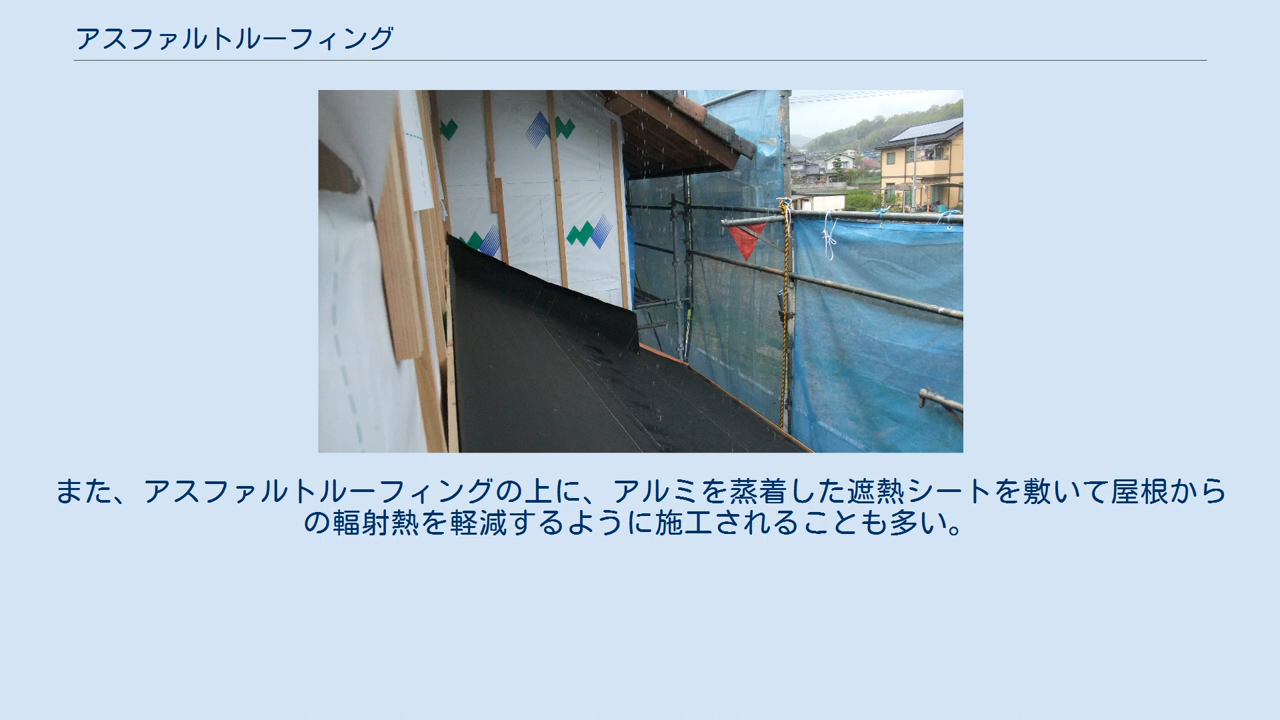 アスファルトルーフィング
また、アスファルトルーフィングの上に、アルミを蒸着した遮熱シートを敷いて屋根から
の輻射熱を軽減するように施工されることも多い。